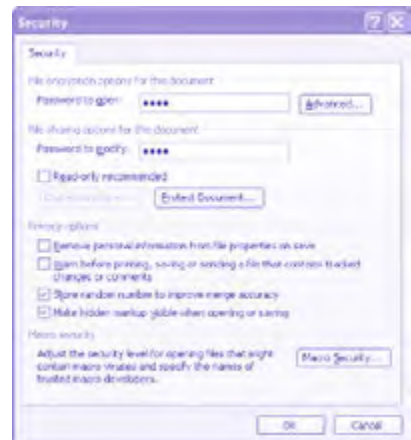 Security
Security
File encryption options for this document
Password to open: ••••
Advanced...
File sharing options for this document
Password to modify: ••••
Read-only recommended
Protect Document...
Privacy options
Remove personal information from file properties on save
Warn before printing, saving or sending a file that contains tracked
changes or comments
Store random number to improve merge accuracy
Make hidden markup visible when opening or saving
Macro security
Adjust the security level for opening files that might
contain macro viruses and specify the names of
trusted macro developers.
Macro Security...
OK
Cancel